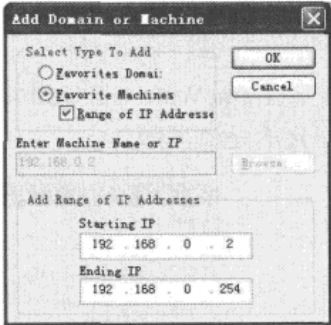 Add Domain or Machine
Select Type To Add
Favorites Domai:
Favorite Machines
Range of IP Addresse
OK
Cancel
Enter Machine Name or IP
192.168.0.2
Browse...
Add Range of IP Addresses
Starting IP
192 . 168 . 0 . 2
Ending IP
192 . 168 . 0 . 254